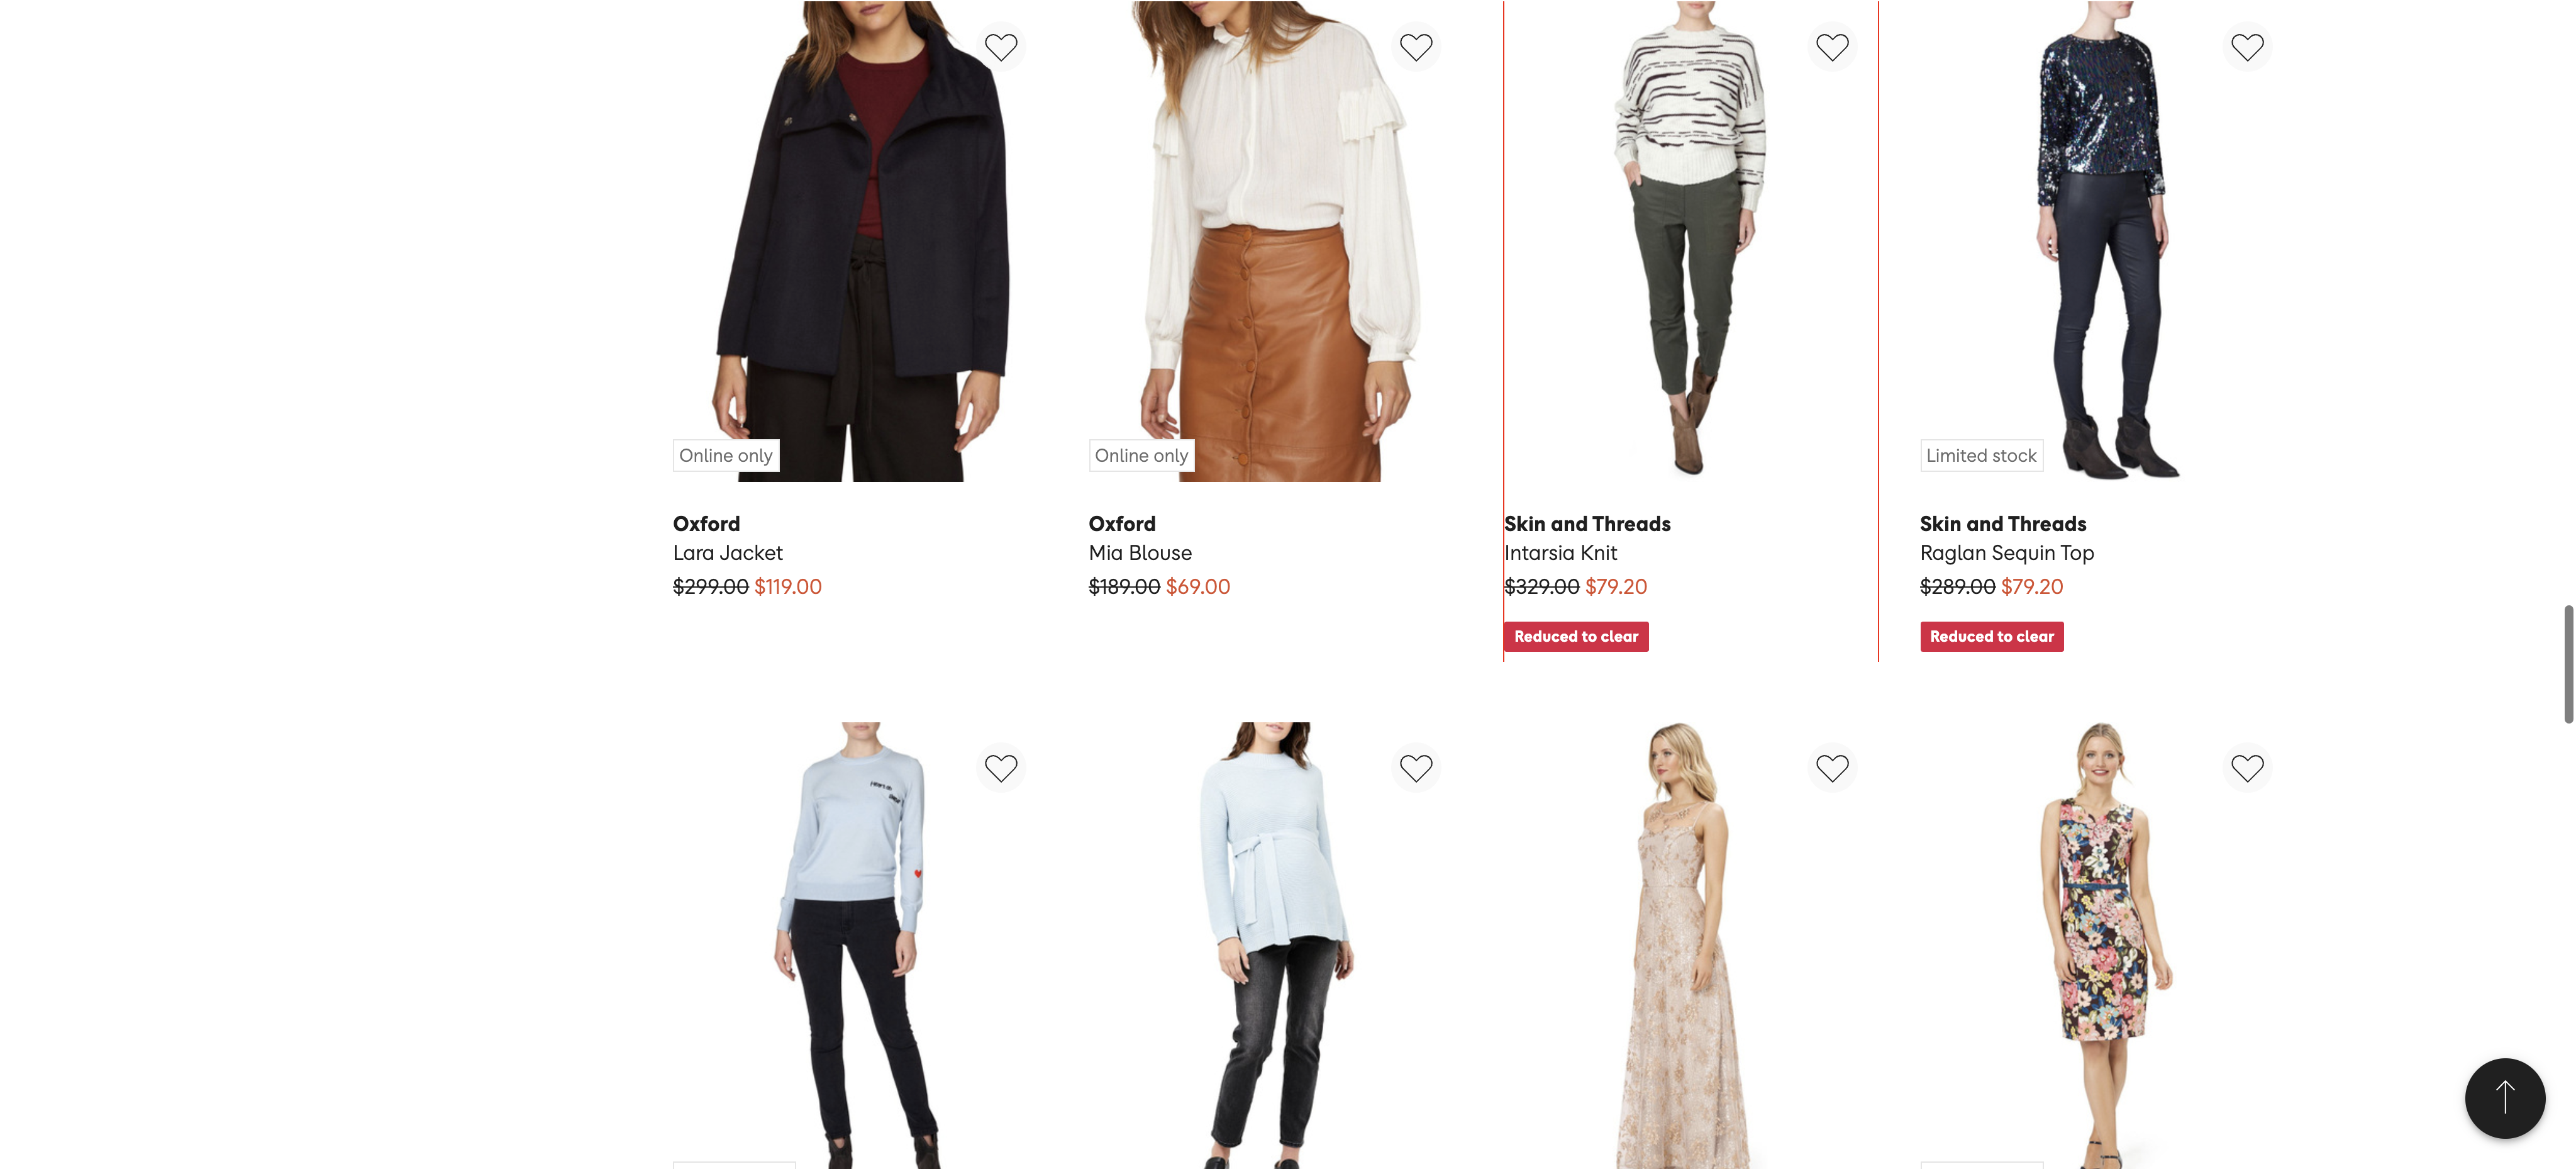 Online only
Online only
Limited stock
Oxford
Lara Jacket
$299.00 $119.00
Oxford
Mia Blouse
$189.00 $69.00
Skin and Threads
Intarsia Knit
$329.00 $79.20
Reduced to clear
Skin and Threads
Raglan Sequin Top
$289.00 $79.20
Reduced to clear